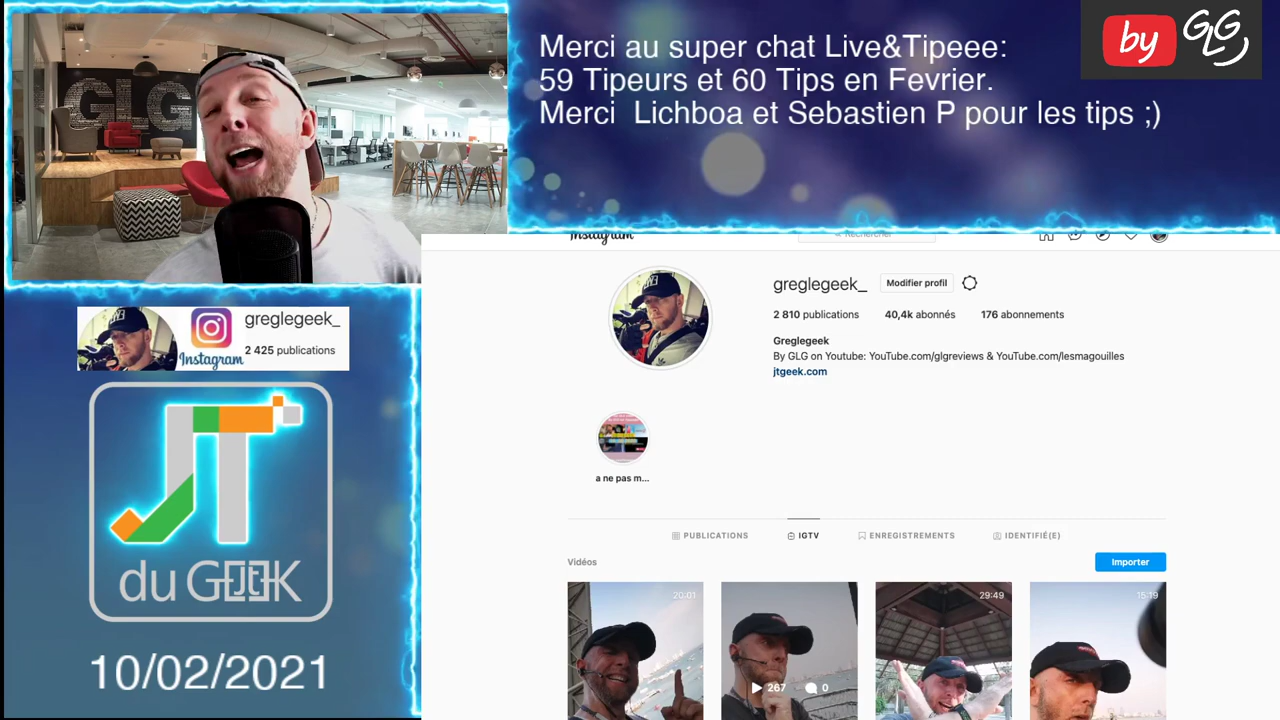 Merci au super chat Live&Tipeee:
59 Tipeurs et 60 Tips en Fevrier.
Merci  Lichboa et Sebastien P pour les tips ;)
by GLG
GLG
Instagram
Rechercher
greglegeek_
Modifier profil
2 810 publications
40,4k abonnés
176 abonnements
Greglegeek
By GLG on Youtube: YouTube.com/glgreviews & YouTube.com/lesmagouilles
jtgeek.com
a ne pas m...
PUBLICATIONS
IGTV
ENREGISTREMENTS
IDENTIFIÉ(E)
Vidéos
Importer
20:01
29:49
15:19
267
0
greglegeek_
2 425 publications
Instagram
JT
du GEEK
10/02/2021